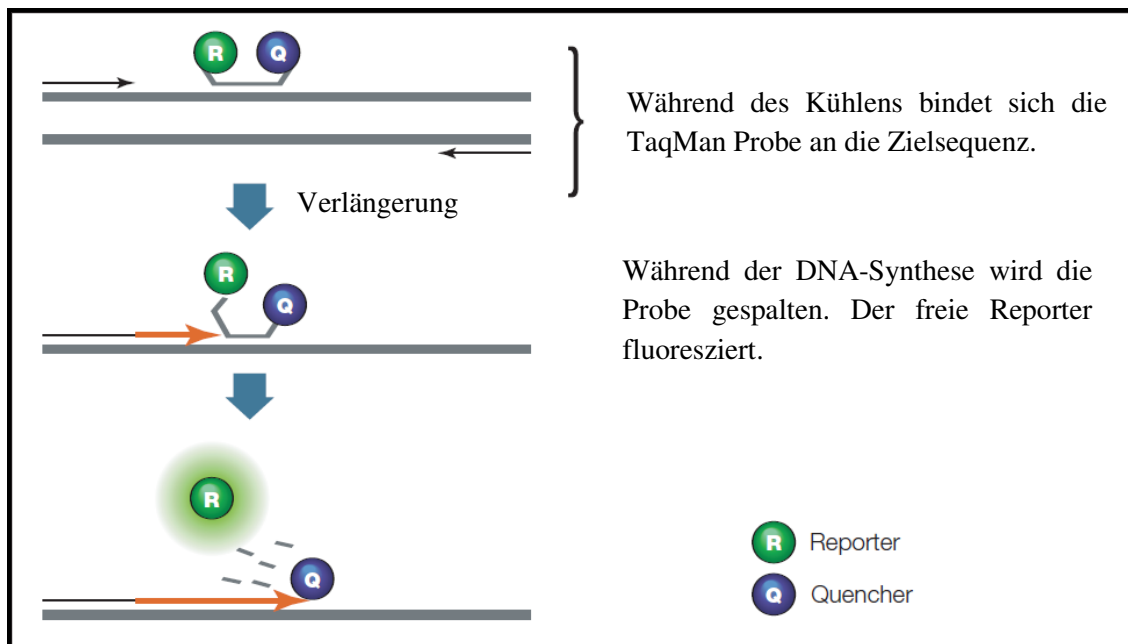 R Q
Während des Kühlens bindet sich die
TaqMan Probe an die Zielsequenz.
Verlängerung
R
Q
Während der DNA-Synthese wird die
Probe gespalten. Der freie Reporter
fluoresziert.
R
Q
R Reporter
Q Quencher